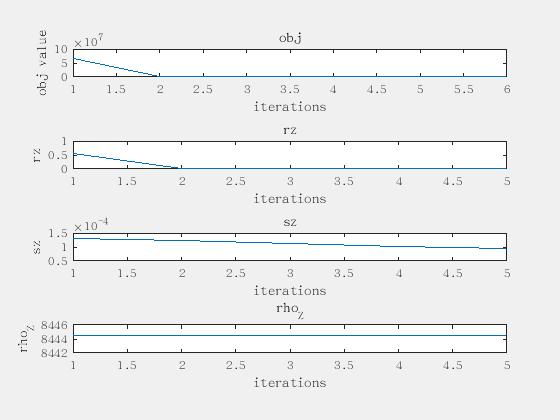 obj
×10^7
10
5
0
obj value
1 1.5 2 2.5 3 3.5 4 4.5 5 5.5 6
iterations
rz
1
0.5
0
rz
1 1.5 2 2.5 3 3.5 4 4.5 5
iterations
sz
×10^-4
1.5
1
0.5
sz
1 1.5 2 2.5 3 3.5 4 4.5 5
iterations
rho_z
8446
8444
8442
rho_z
1 1.5 2 2.5 3 3.5 4 4.5 5
iterations